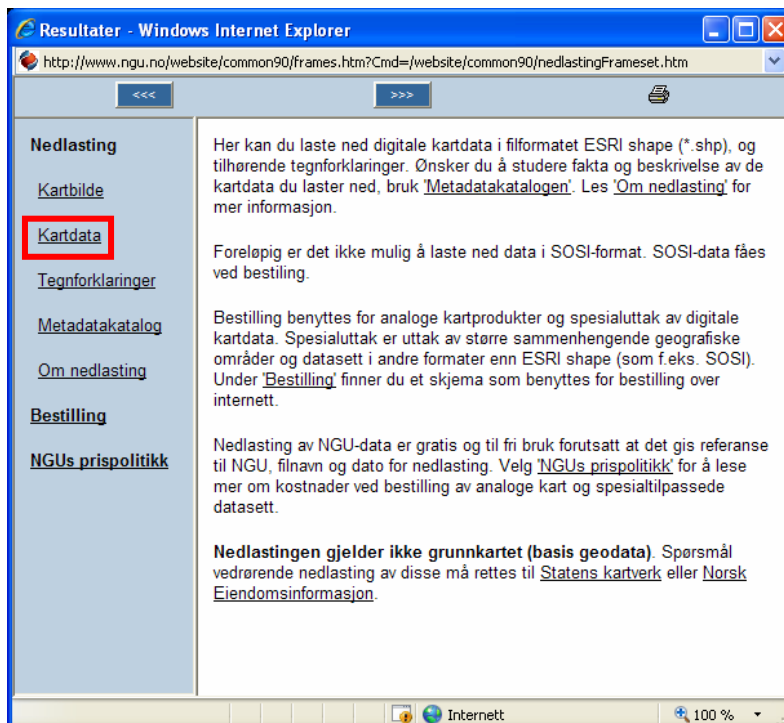 Resultater - Windows Internet Explorer
http://www.ngu.no/website/common90/frames.htm?Cmd=/website/common90/nedlastingFrameset.htm
<<<
>>>
Nedlasting
Kartbilde
Kartdata
Tegnforklaringer
Metadatakatalog
Om nedlasting
Bestilling
NGUs prispolitikk
Her kan du laste ned digitale kartdata i filformatet ESRI shape (*.shp), og
tilhørende tegnforklaringer. Ønsker du å studere fakta og beskrivelse av de
kartdata du laster ned, bruk 'Metadatakatalogen'. Les 'Om nedlasting' for
mer informasjon.
Foreløpig er det ikke mulig å laste ned data i SOSI-format. SOSI-data fåes
ved bestiling.
Bestilling benyttes for analoge kartprodukter og spesialuttak av digitale
kartdata. Spesialuttak er uttak av større sammenhengende geografiske
områder og datasett i andre formater enn ESRI shape (som f.eks. SOSI).
Under 'Bestilling' finner du et skjema som benyttes for bestilling over
internett.
Nedlasting av NGU-data er gratis og til fri bruk forutsatt at det gis referanse
til NGU, filnavn og dato for nedlasting. Velg 'NGUs prispolitikk' for å lese
mer om kostnader ved bestilling av analoge kart og spesialtilpassede
datasett.
Nedlastingen gjelder ikke grunnkartet (basis geodata). Spørsmål
vedrørende nedlasting av disse må rettes til Statens kartverk eller Norsk
Eiendomsinformasjon.
Internett
100 %